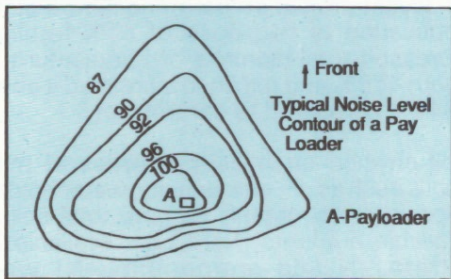 87
90
92
96
100
A
Front
Typical Noise Level
Contour of a Pay
Loader
A-Payloader